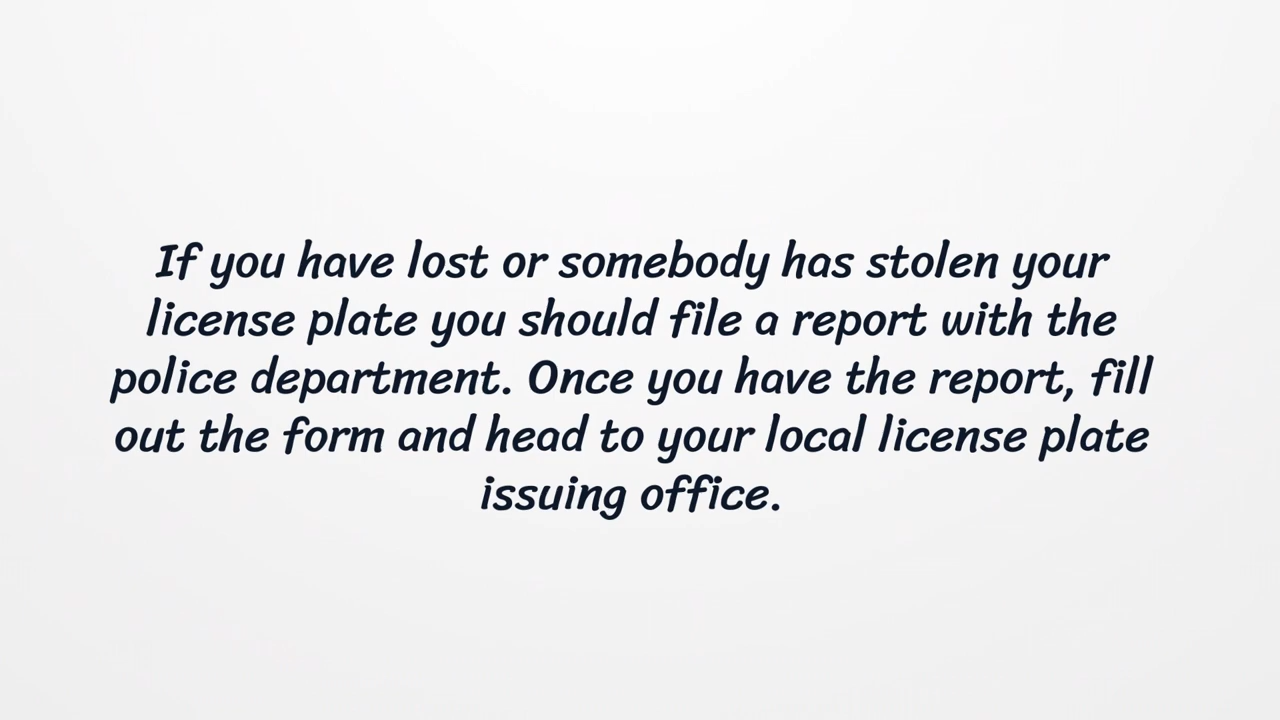 If you have lost or somebody has stolen your
license plate you should file a report with the
police department. Once you have the report, fill
out the form and head to your local license plate
issuing office.